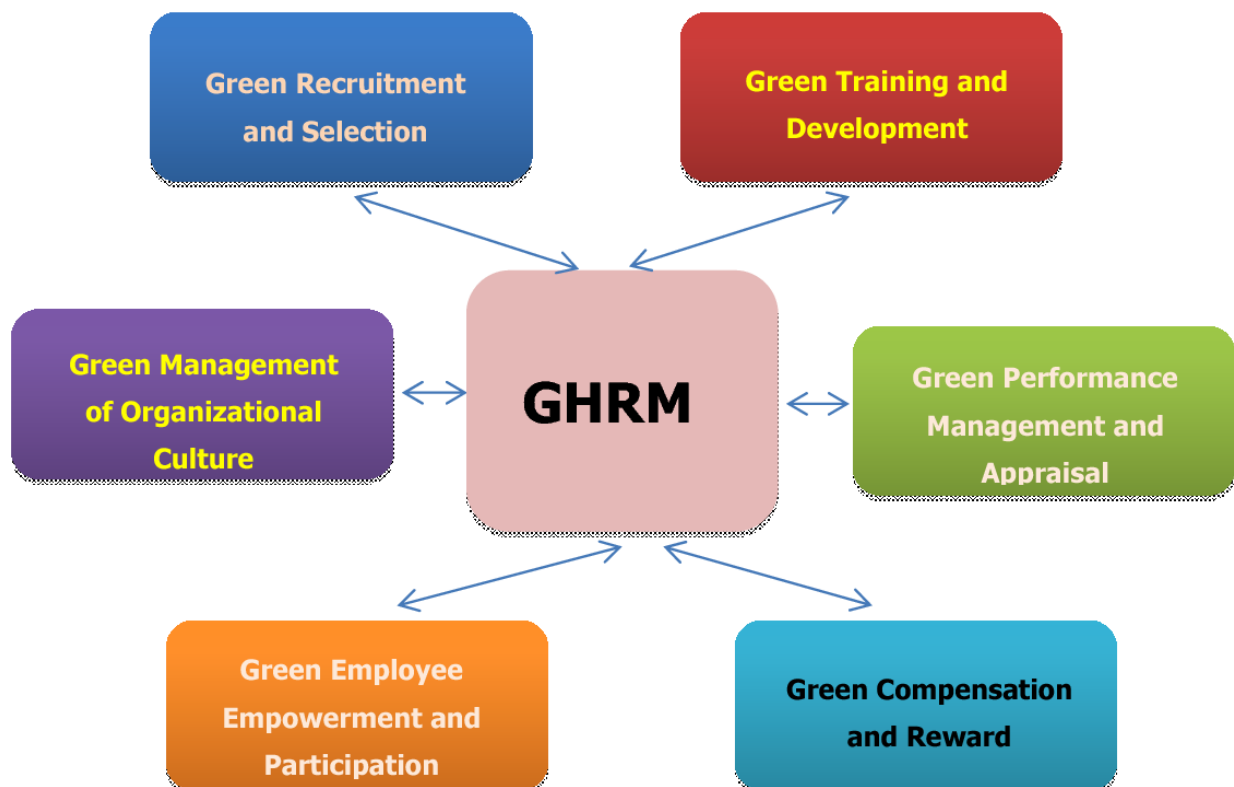 Green Recruitment
and Selection
Green Training and
Development
Green Management
of Organizational
Culture
GHRM
Green Performance
Management and
Appraisal
Green Employee
Empowerment and
Participation
Green Compensation
and Reward